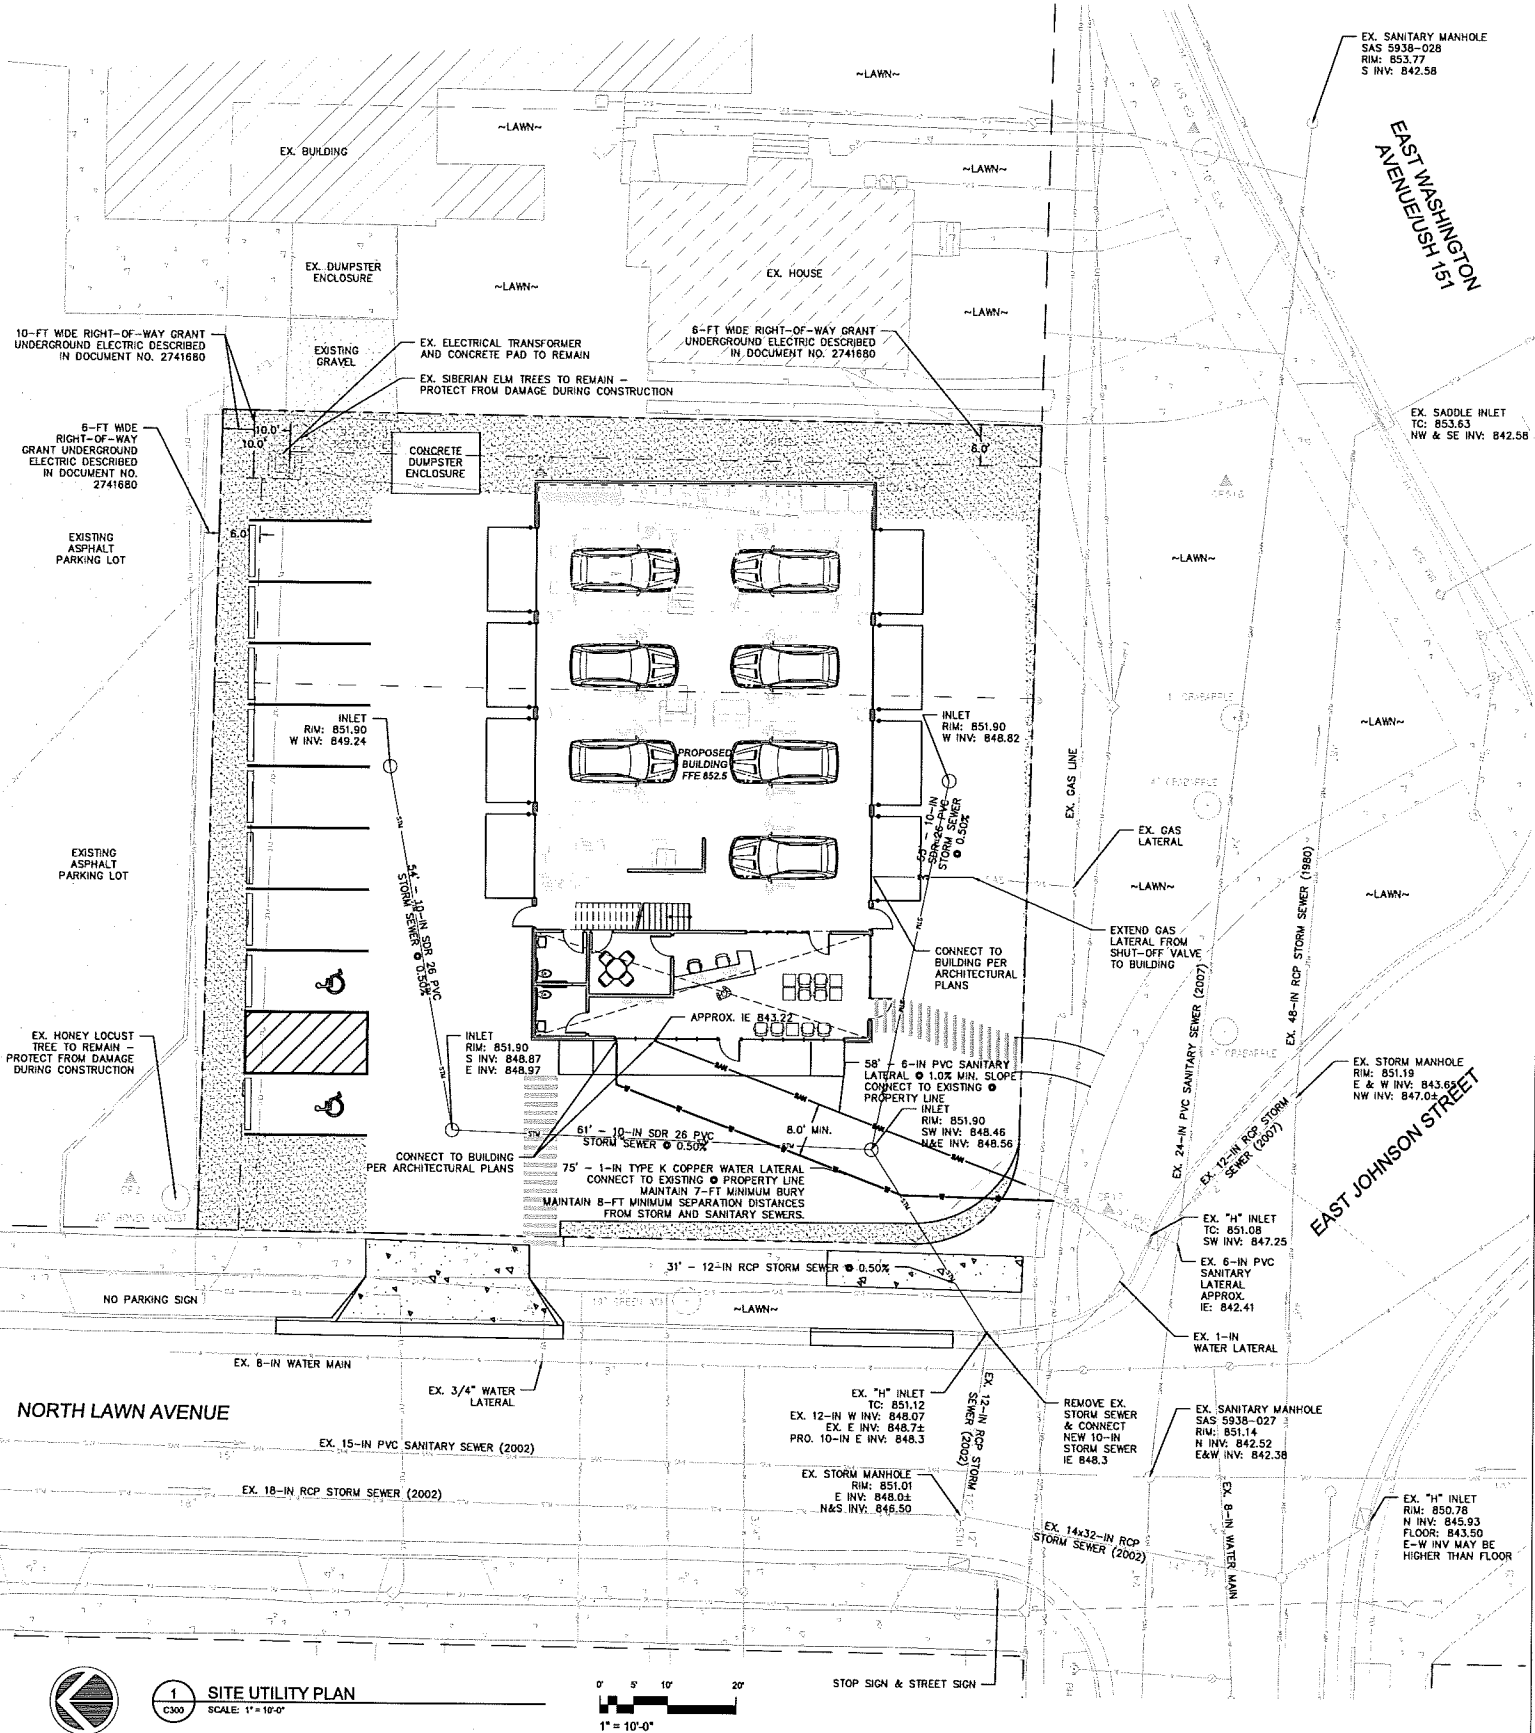 EX. SANITARY MANHOLE
SAS 5938-028
RIM: 853.77
S INV: 842.58
~LAWN~
~LAWN~
EX. BUILDING
~LAWN~
EAST WASHINGTON
AVENUE/USH 151
EX. DUMPSTER
ENCLOSURE
~LAWN~
EX. HOUSE
~LAWN~
10-FT WIDE RIGHT-OF-WAY GRANT
UNDERGROUND ELECTRIC DESCRIBED
IN DOCUMENT NO. 2741680
EXISTING
GRAVEL
EX. ELECTRICAL TRANSFORMER
AND CONCRETE PAD TO REMAIN
6-FT WIDE RIGHT-OF-WAY GRANT
UNDERGROUND ELECTRIC DESCRIBED
IN DOCUMENT NO. 2741680
EX. SIBERIAN ELM TREES TO REMAIN –
PROTECT FROM DAMAGE DURING CONSTRUCTION
6-FT WIDE
RIGHT-OF-WAY
GRANT UNDERGROUND
ELECTRIC DESCRIBED
IN DOCUMENT NO.
2741680
10.0'
10.0'
CONCRETE
DUMPSTER
ENCLOSURE
6.0'
EX. SADDLE INLET
TC: 853.63
NW & SE INV: 842.58
6.0'
EXISTING
ASPHALT
PARKING LOT
~LAWN~
INLET
RIM: 851.90
W INV: 849.24
INLET
RIM: 851.90
W INV: 848.82
~LAWN~
PROPOSED
BUILDING
FFE 852.5
EX. GAS LINE
53' - 10-IN
SDR 26 PVC
STORM SEWER
@ 0.50%
EX. GAS
LATERAL
EXISTING
ASPHALT
PARKING LOT
~LAWN~
~LAWN~
54' - 10-IN SDR 26 PVC
STORM SEWER @ 0.50%
EX. 48-IN RCP STORM SEWER (1980)
EXTEND GAS
LATERAL FROM
SHUT-OFF VALVE
TO BUILDING
CONNECT TO
BUILDING PER
ARCHITECTURAL
PLANS
EX. 24-IN PVC SANITARY SEWER (2007)
APPROX. IE 843.22
EX. HONEY LOCUST
TREE TO REMAIN –
PROTECT FROM DAMAGE
DURING CONSTRUCTION
INLET
RIM: 851.90
S INV: 848.87
E INV: 848.97
58' - 6-IN PVC SANITARY
LATERAL @ 1.0% MIN. SLOPE
CONNECT TO EXISTING @
PROPERTY LINE
EX. STORM MANHOLE
RIM: 851.19
E & W INV: 843.65
NW INV: 847.0±
INLET
RIM: 851.90
SW INV: 848.46
N&E INV: 848.56
8.0' MIN.
61' - 10-IN SDR 26 PVC
STORM SEWER @ 0.50%
EX. 12-IN RCP STORM
SEWER (2007)
EAST JOHNSON STREET
CONNECT TO BUILDING
PER ARCHITECTURAL PLANS
75' - 1-IN TYPE K COPPER WATER LATERAL
CONNECT TO EXISTING @ PROPERTY LINE
MAINTAIN 7-FT MINIMUM BURY
MAINTAIN 8-FT MINIMUM SEPARATION DISTANCES
FROM STORM AND SANITARY SEWERS.
EX. "H" INLET
TC: 851.08
SW INV: 847.25
EX. 6-IN PVC
SANITARY
LATERAL
APPROX.
IE: 842.41
31' - 12-IN RCP STORM SEWER @ 0.50%
NO PARKING SIGN
~LAWN~
EX. 1-IN
WATER LATERAL
EX. 8-IN WATER MAIN
EX. 3/4" WATER
LATERAL
EX. "H" INLET
TC: 851.12
EX. 12-IN W INV: 848.07
EX. E INV: 848.7±
PRO. 10-IN E INV: 848.3
EX. 12-IN RCP STORM
SEWER (2002)
REMOVE EX.
STORM SEWER
& CONNECT
NEW 10-IN
STORM SEWER
IE 848.3
EX. SANITARY MANHOLE
SAS 5938-027
RIM: 851.14
N INV: 842.52
E&W INV: 842.38
NORTH LAWN AVENUE
EX. 15-IN PVC SANITARY SEWER (2002)
EX. STORM MANHOLE
RIM: 851.01
E INV: 848.0±
N&S INV: 846.50
EX. 18-IN RCP STORM SEWER (2002)
EX. 14x32-IN RCP
STORM SEWER (2002)
EX. 8-IN WATER MAIN
EX. "H" INLET
RIM: 850.78
N INV: 845.93
FLOOR: 843.50
E-W INV MAY BE
HIGHER THAN FLOOR
STOP SIGN & STREET SIGN
1
C300
SITE UTILITY PLAN
SCALE: 1" = 10'-0"
0' 5' 10' 20'
1" = 10'-0"